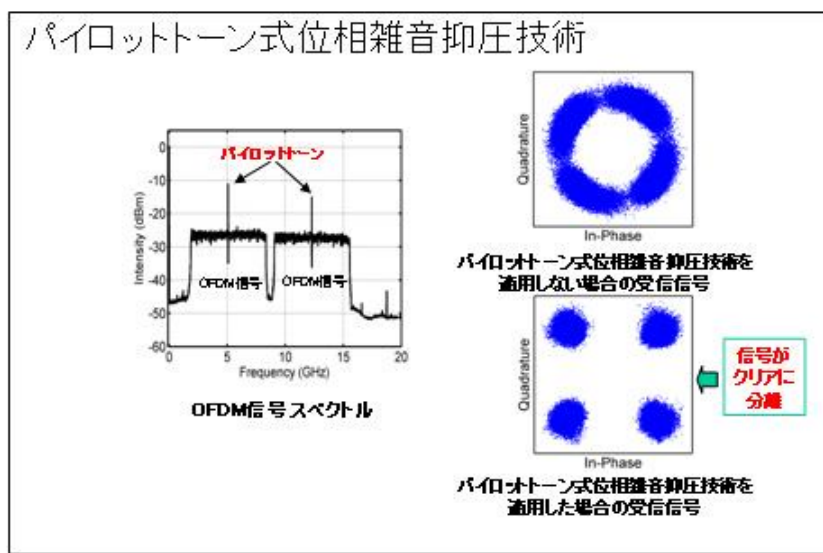 パイロットトーン式位相雑音抑圧技術
パイロットトーン
Intensity (dBm)
0
-10
-20
-30
-40
-50
-60
OFDM信号
OFDM信号
0
5
10
15
20
Frequency (GHz)
OFDM信号スペクトル
Quadrature
In-Phase
パイロットトーン式位相雑音抑圧技術を
適用しない場合の受信信号
Quadrature
In-Phase
信号が
クリアに
分離
パイロットトーン式位相雑音抑圧技術を
適用した場合の受信信号